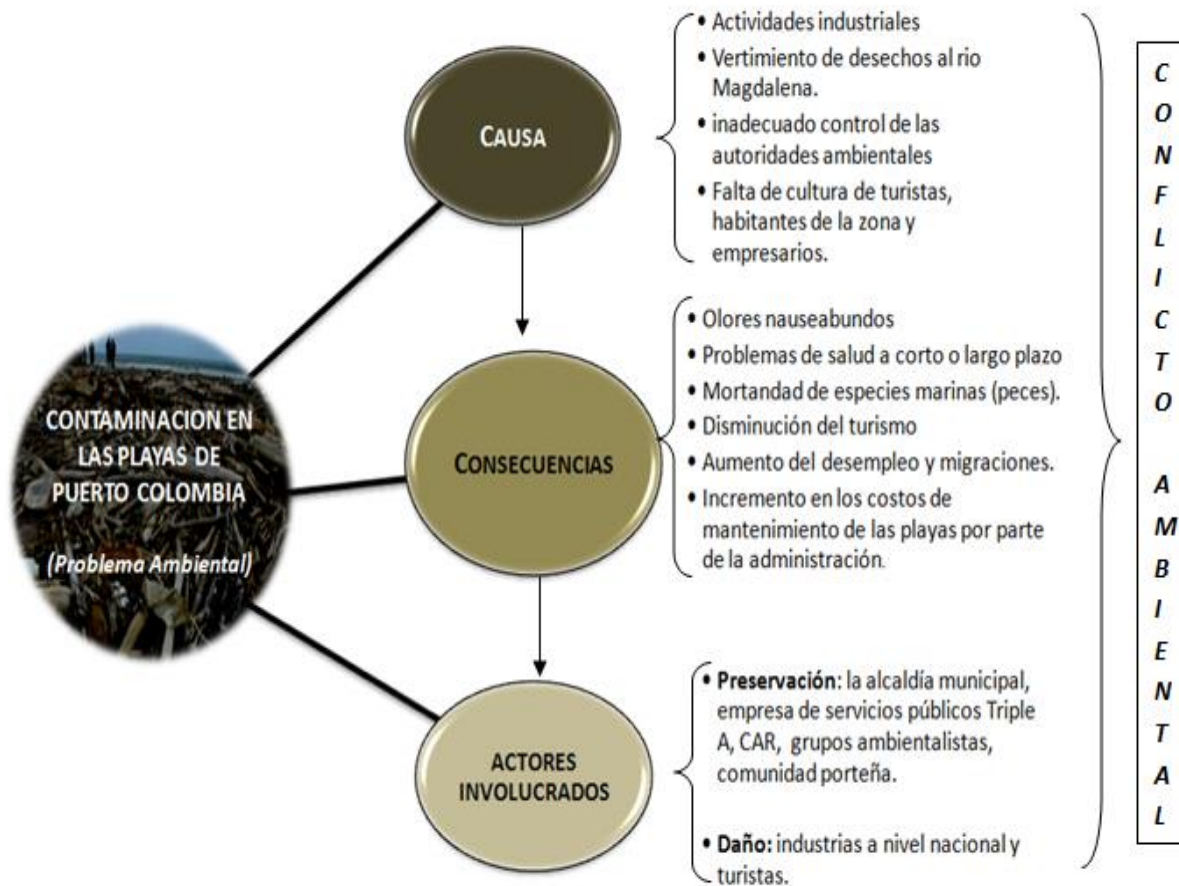 CONTAMINACION EN
LAS PLAYAS DE
PUERTO COLOMBIA
(Problema Ambiental)
CAUSA
• Actividades industriales
• Vertimiento de desechos al rio
Magdalena.
• inadecuado control de las
autoridades ambientales
• Falta de cultura de turistas,
habitantes de la zona y
empresarios.
CONSECUENCIAS
• Olores nauseabundos
• Problemas de salud a corto o largo plazo
• Mortandad de especies marinas (peces).
• Disminución del turismo
• Aumento del desempleo y migraciones.
• Incremento en los costos de
mantenimiento de las playas por parte
de la administración.
ACTORES
INVOLUCRADOS
• Preservación: la alcaldía municipal,
empresa de servicios públicos Triple
A, CAR, grupos ambientalistas,
comunidad porteña.
• Daño: industrias a nivel nacional y
turistas.
CONFLICTO AMBIENTAL